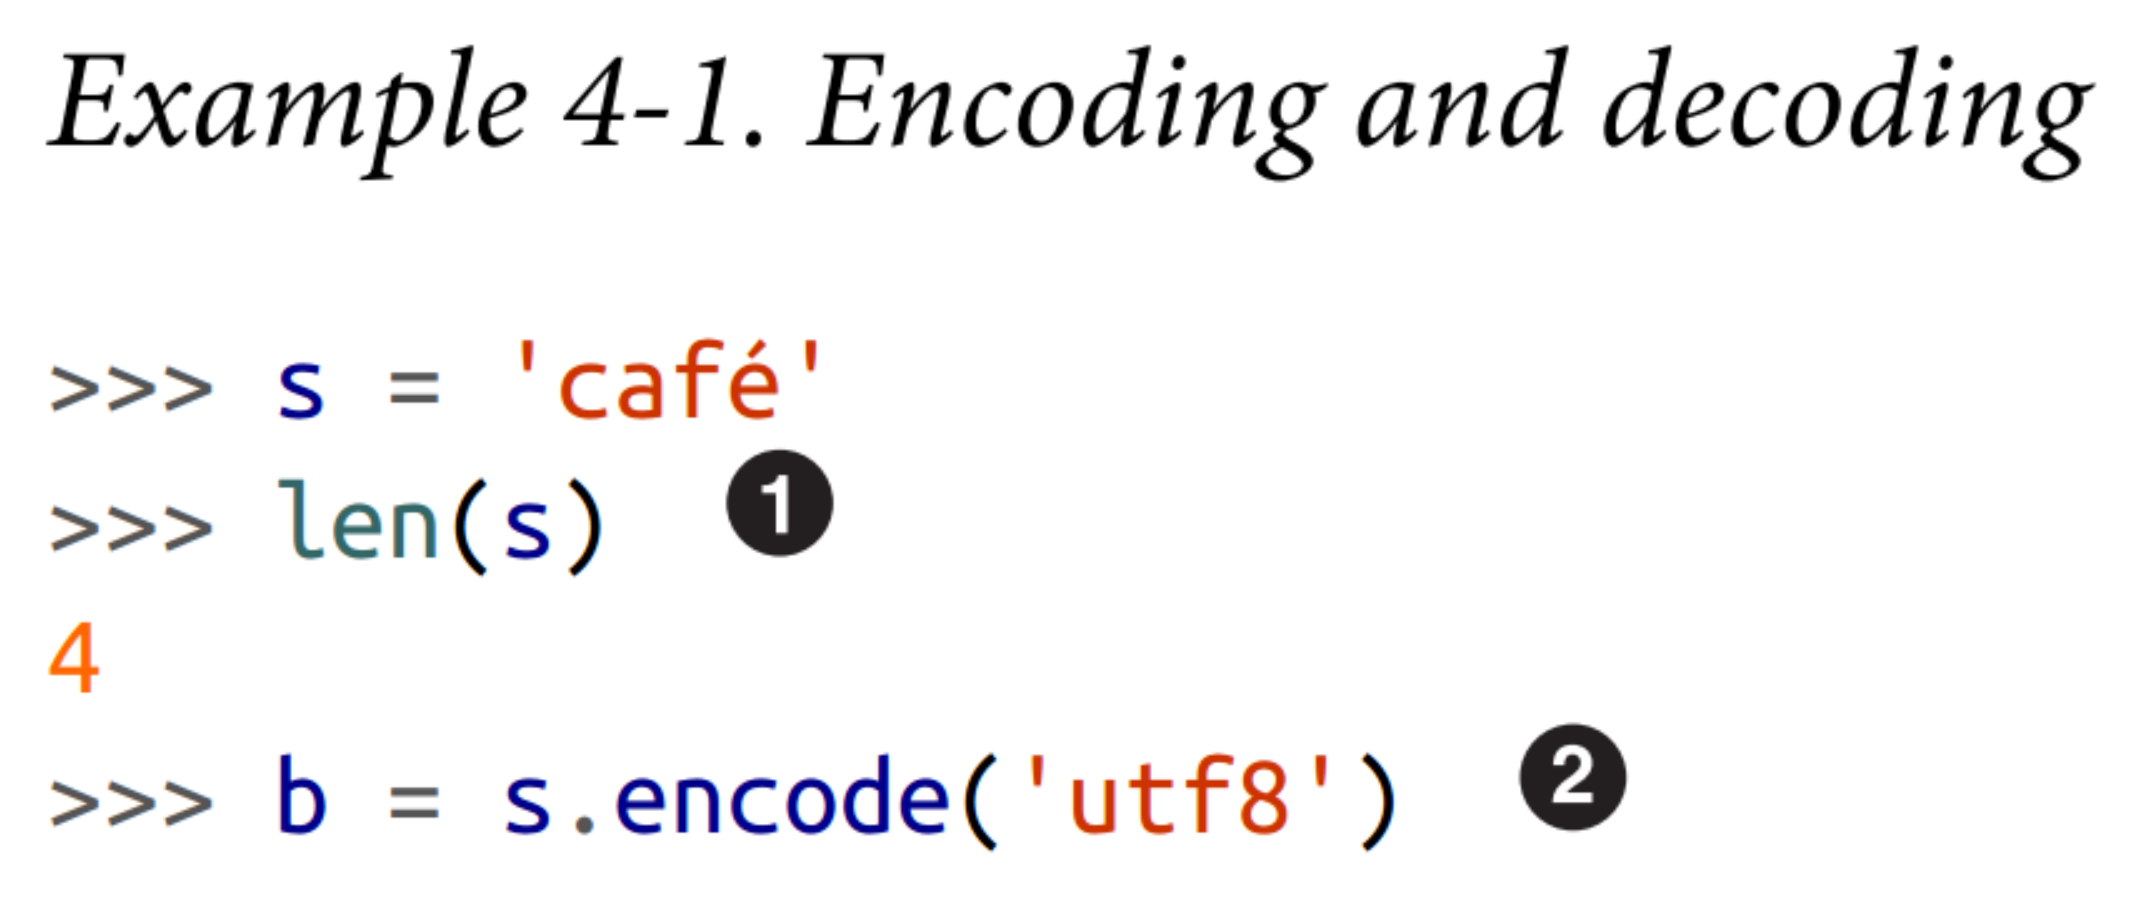 Example 4-1. Encoding and decoding
>>> s = 'café'
>>> len(s) 1
4
>>> b = s.encode('utf8') 2